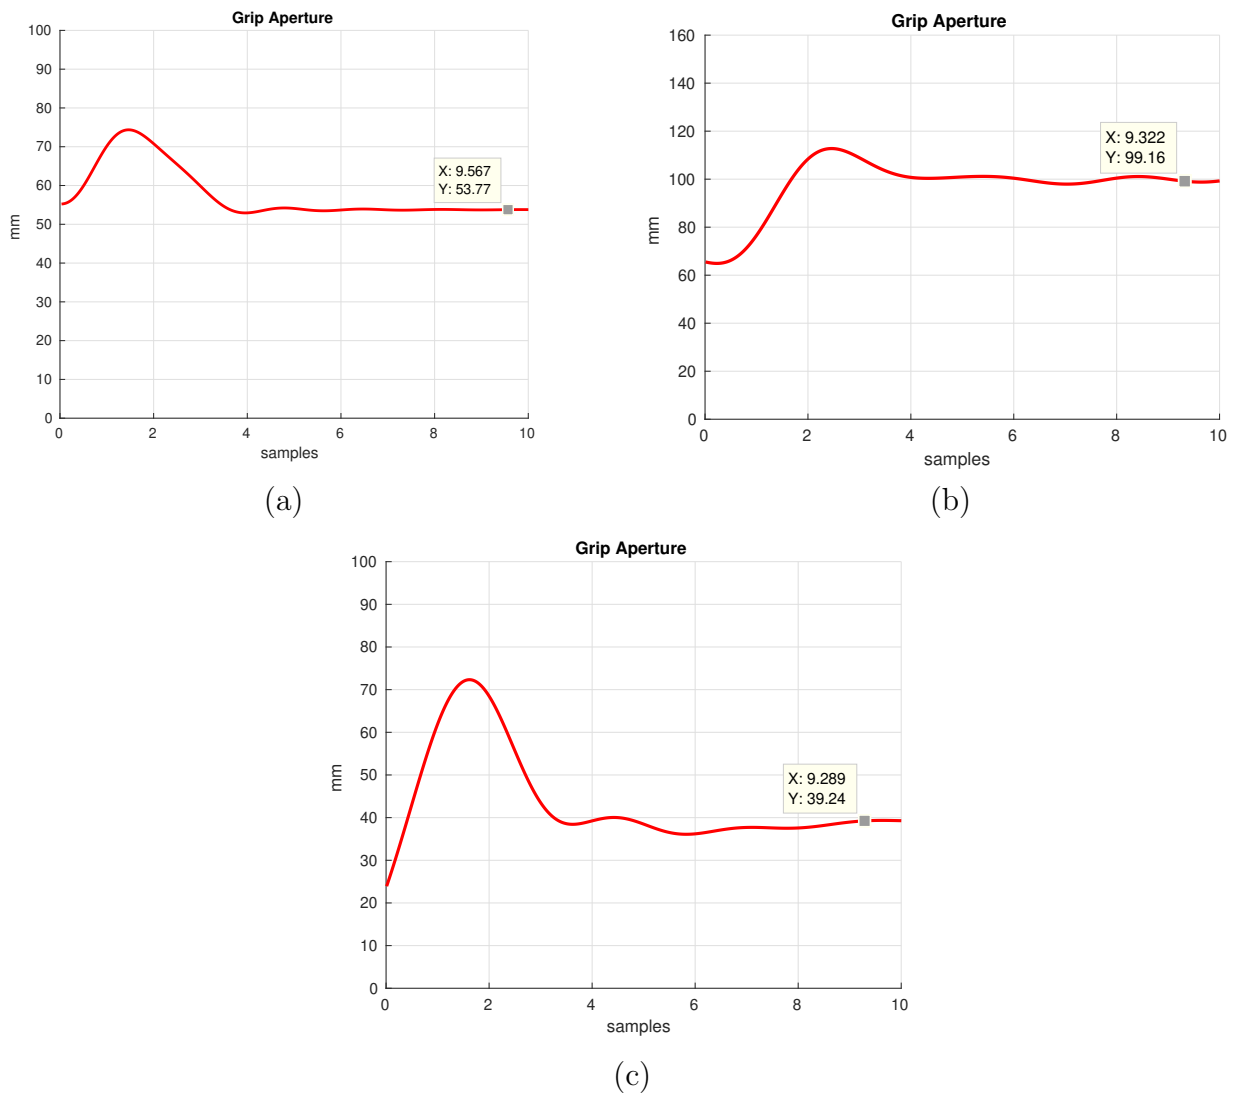 Grip Aperture
100
90
80
70
60
50
40
30
20
10
0
mm
X: 9.567
Y: 53.77
0 2 4 6 8 10
samples
(a)
Grip Aperture
160
140
120
100
80
60
40
20
0
mm
X: 9.322
Y: 99.16
0 2 4 6 8 10
samples
(b)
Grip Aperture
100
90
80
70
60
50
40
30
20
10
0
mm
X: 9.289
Y: 39.24
0 2 4 6 8 10
samples
(c)